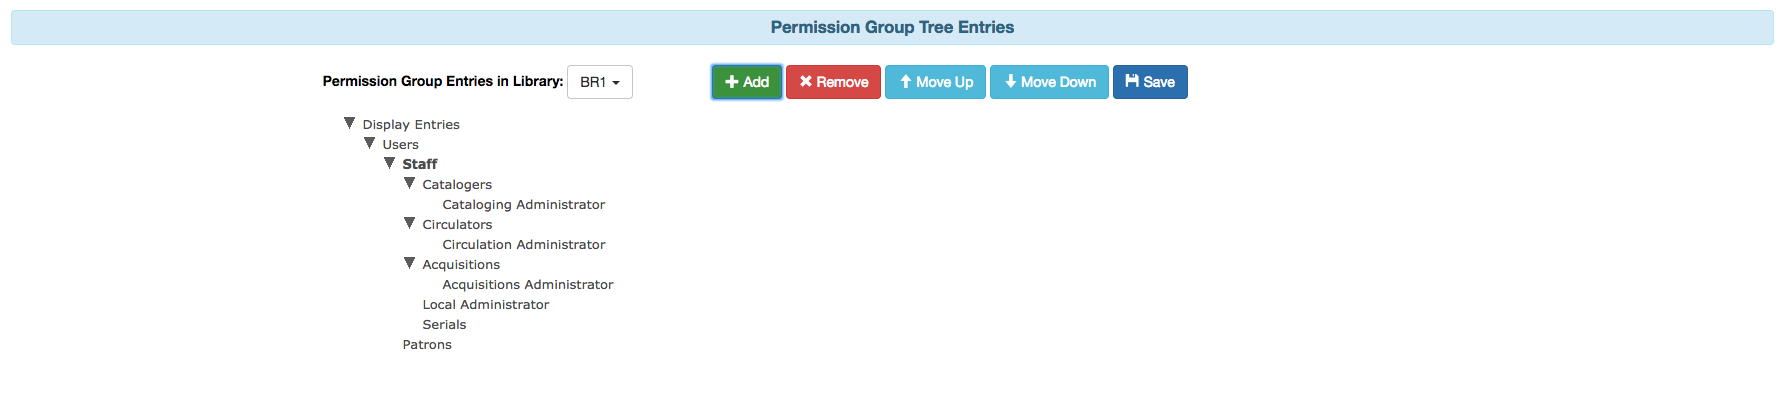 Permission Group Tree Entries
Permission Group Entries in Library: BR1 Add Remove Move Up Move Down Save
Display Entries
Users
Staff
Catalogers
Cataloging Administrator
Circulators
Circulation Administrator
Acquisitions
Acquisitions Administrator
Local Administrator
Serials
Patrons